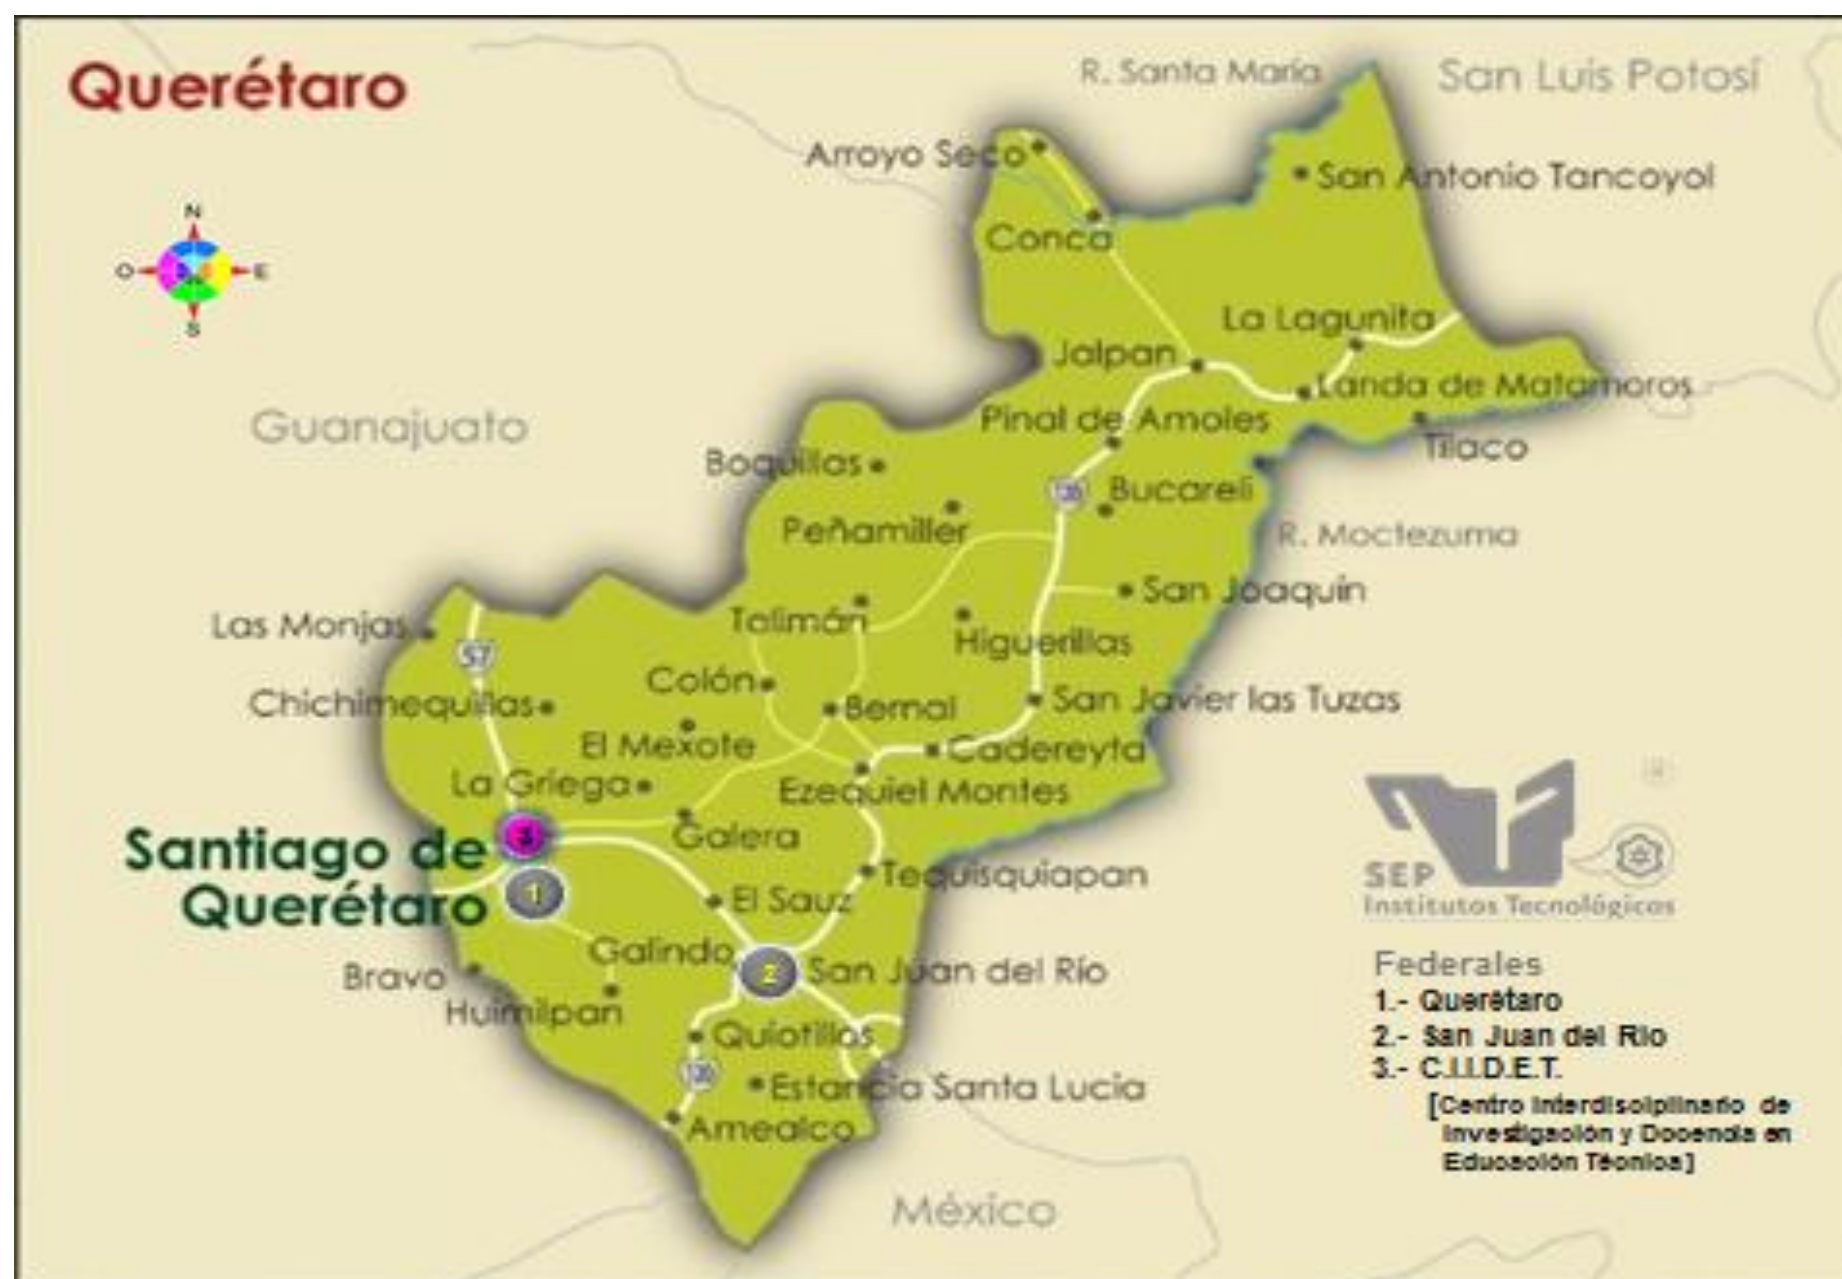 Querétaro
R. Santa María
San Luis Potosí
Arroyo Seco
San Antonio Tancoyol
N
O
E
S
Conca
La Lagunita
Jalpan
Landa de Matamoros
Guanajuato
Pinal de Amoles
Tilaco
Boquillas
Bucareli
Peñamiller
R. Moctezuma
San Joaquín
Las Monjas
Tolimán
Higuerillas
57
Colón
Chichimequillas
Bernal
San Javier las Tuzas
El Mexote
Cadereyta
La Griega
Ezequiel Montes
3
Galera
Santiago de
Querétaro
1
Tequisquiapan
El Sauz
SEP
Institutos Tecnológicos
Galindo
2
San Juan del Río
Bravo
Huimilpan
Quiotillos
120
Estancia Santa Lucia
Amealco
México
Federales
1.- Querétaro
2.- San Juan del Rio
3.- C.I.I.D.E.T.
[Centro Interdisciplinario de
Investigación y Docencia en
Educación Técnica]